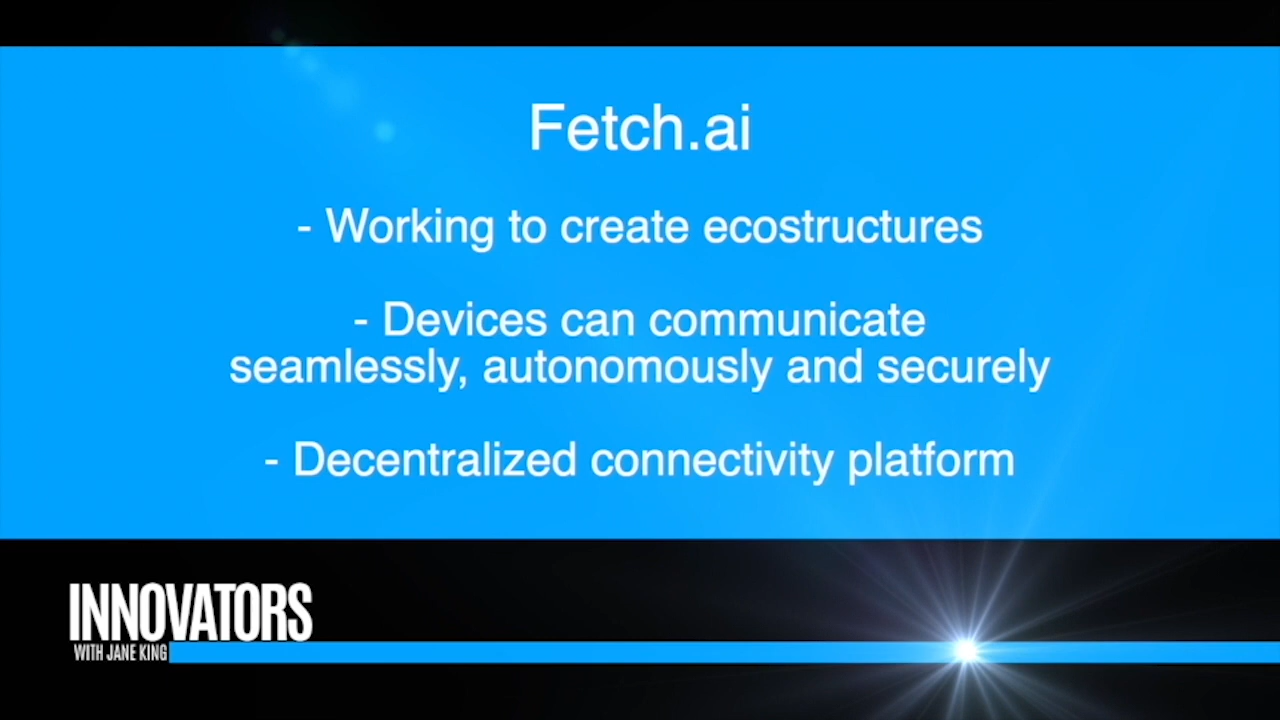 Fetch.ai
- Working to create ecostructures
- Devices can communicate
seamlessly, autonomously and securely
- Decentralized connectivity platform
INNOVATORS
WITH JANE KING